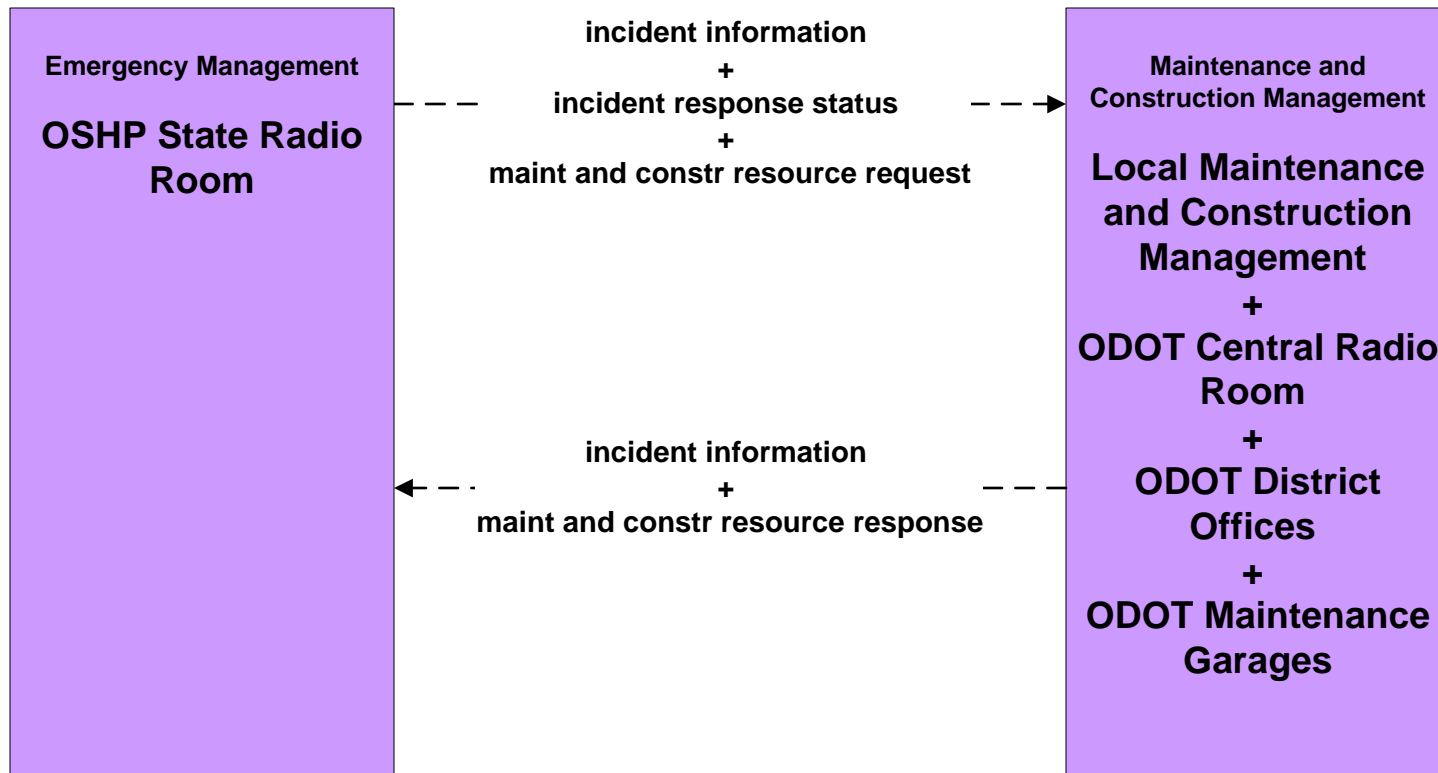 Emergency Management
OSHP State Radio
Room
incident information
+
incident response status
+
maint and constr resource request
incident information
+
maint and constr resource response
Maintenance and
Construction Management
Local Maintenance
and Construction
Management
+
ODOT Central Radio
Room
+
ODOT District
Offices
+
ODOT Maintenance
Garages